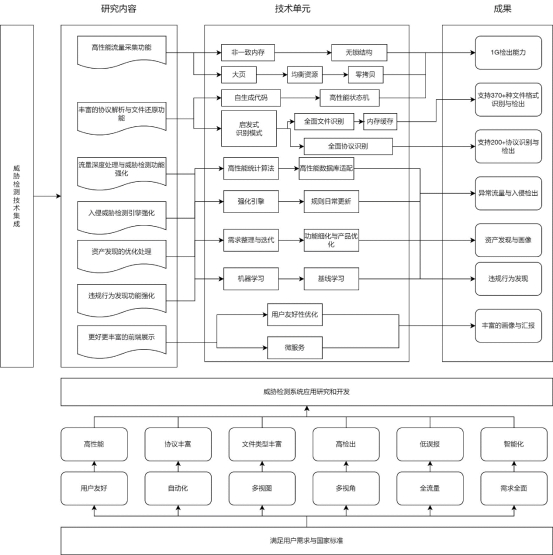 研究内容
技术单元
成果
威胁检测技术集成
高性能流量采集功能
非一致内存
无锁结构
1G检出能力
大页
均衡资源
零拷贝
丰富的协议解析与文件还原功
能
自生成代码
高性能状态机
支持370+种文件格式
识别与检出
启发式
识别模式
全面文件识别
内存缓存
全面协议识别
支持200+协议识别与
检出
流量深度处理与威胁检测功能
强化
高性能统计算法
高性能数据库适配
异常流量与入侵检出
入侵威胁检测引擎强化
强化引擎
规则日常更新
资产发现的优化处理
需求整理与迭代
功能细化与产品优
化
资产发现与画像
违规行为发现功能强化
机器学习
基线学习
违规行为发现
更好更丰富的前端展示
用户友好性优化
微服务
丰富的画像与汇报
威胁检测系统应用研究和开发
高性能
协议丰富
文件类型丰富
高检出
低误报
智能化
用户友好
自动化
多视图
多视角
全流量
需求全面
满足用户需求与国家标准